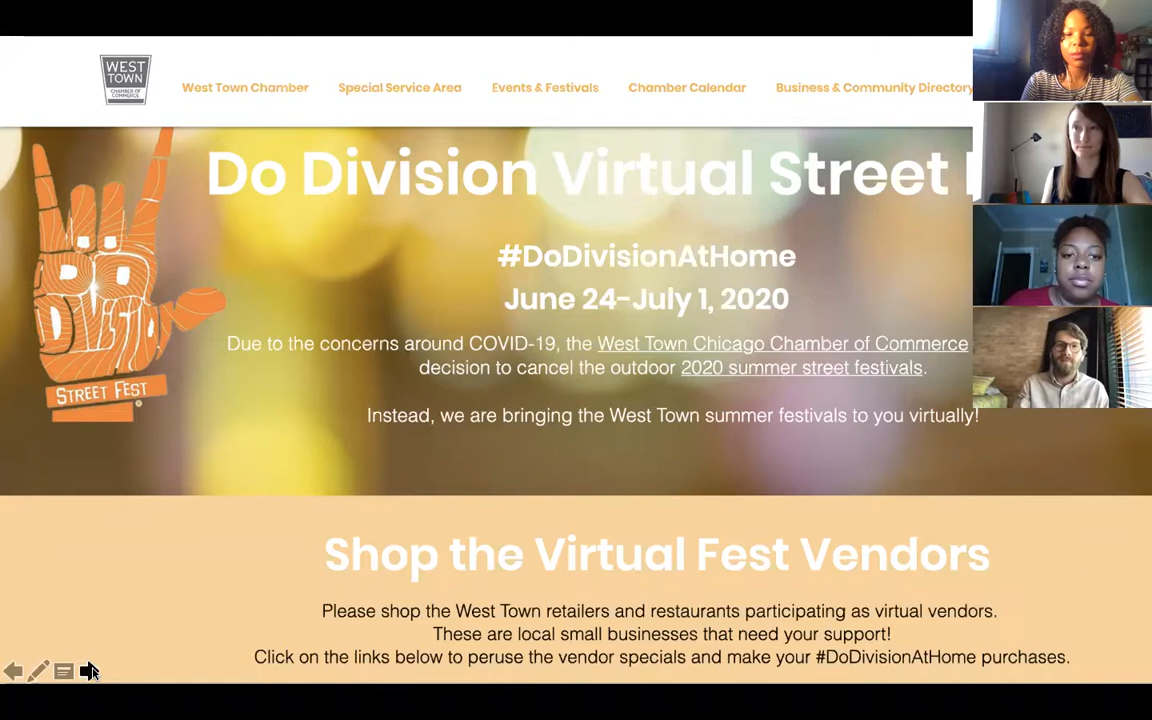 WEST
TOWN
CHAMBER OF
COMMERCE
West Town Chamber
Special Service Area
Events & Festivals
Chamber Calendar
Business & Community Directory
Do Division Virtual Street
#DoDivisionAtHome
June 24-July 1, 2020
Due to the concerns around COVID-19, the West Town Chicago Chamber of Commerce
decision to cancel the outdoor 2020 summer street festivals.
Instead, we are bringing the West Town summer festivals to you virtually!
DO
DIVISION
STREET FEST
Shop the Virtual Fest Vendors
Please shop the West Town retailers and restaurants participating as virtual vendors.
These are local small businesses that need your support!
Click on the links below to peruse the vendor specials and make your #DoDivisionAtHome purchases.